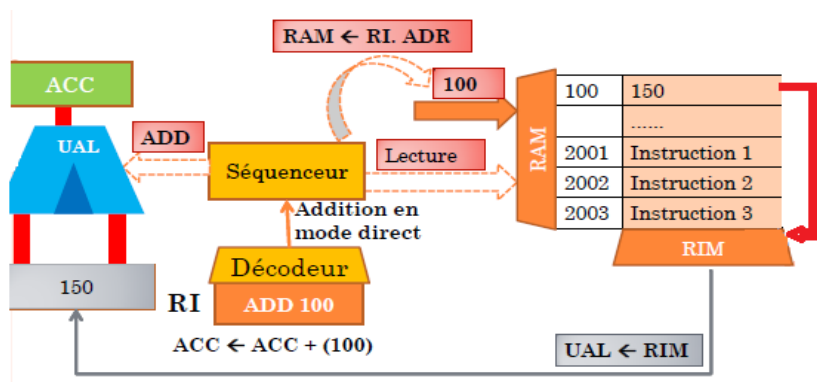 RAM ← RI. ADR
ACC
100
100 150
......
ADD
UAL
Lecture
RAM
2001 Instruction 1
Séquenceur
2002 Instruction 2
Addition en
mode direct
2003 Instruction 3
RIM
Décodeur
150
RI
ADD 100
ACC ← ACC + (100)
UAL ← RIM